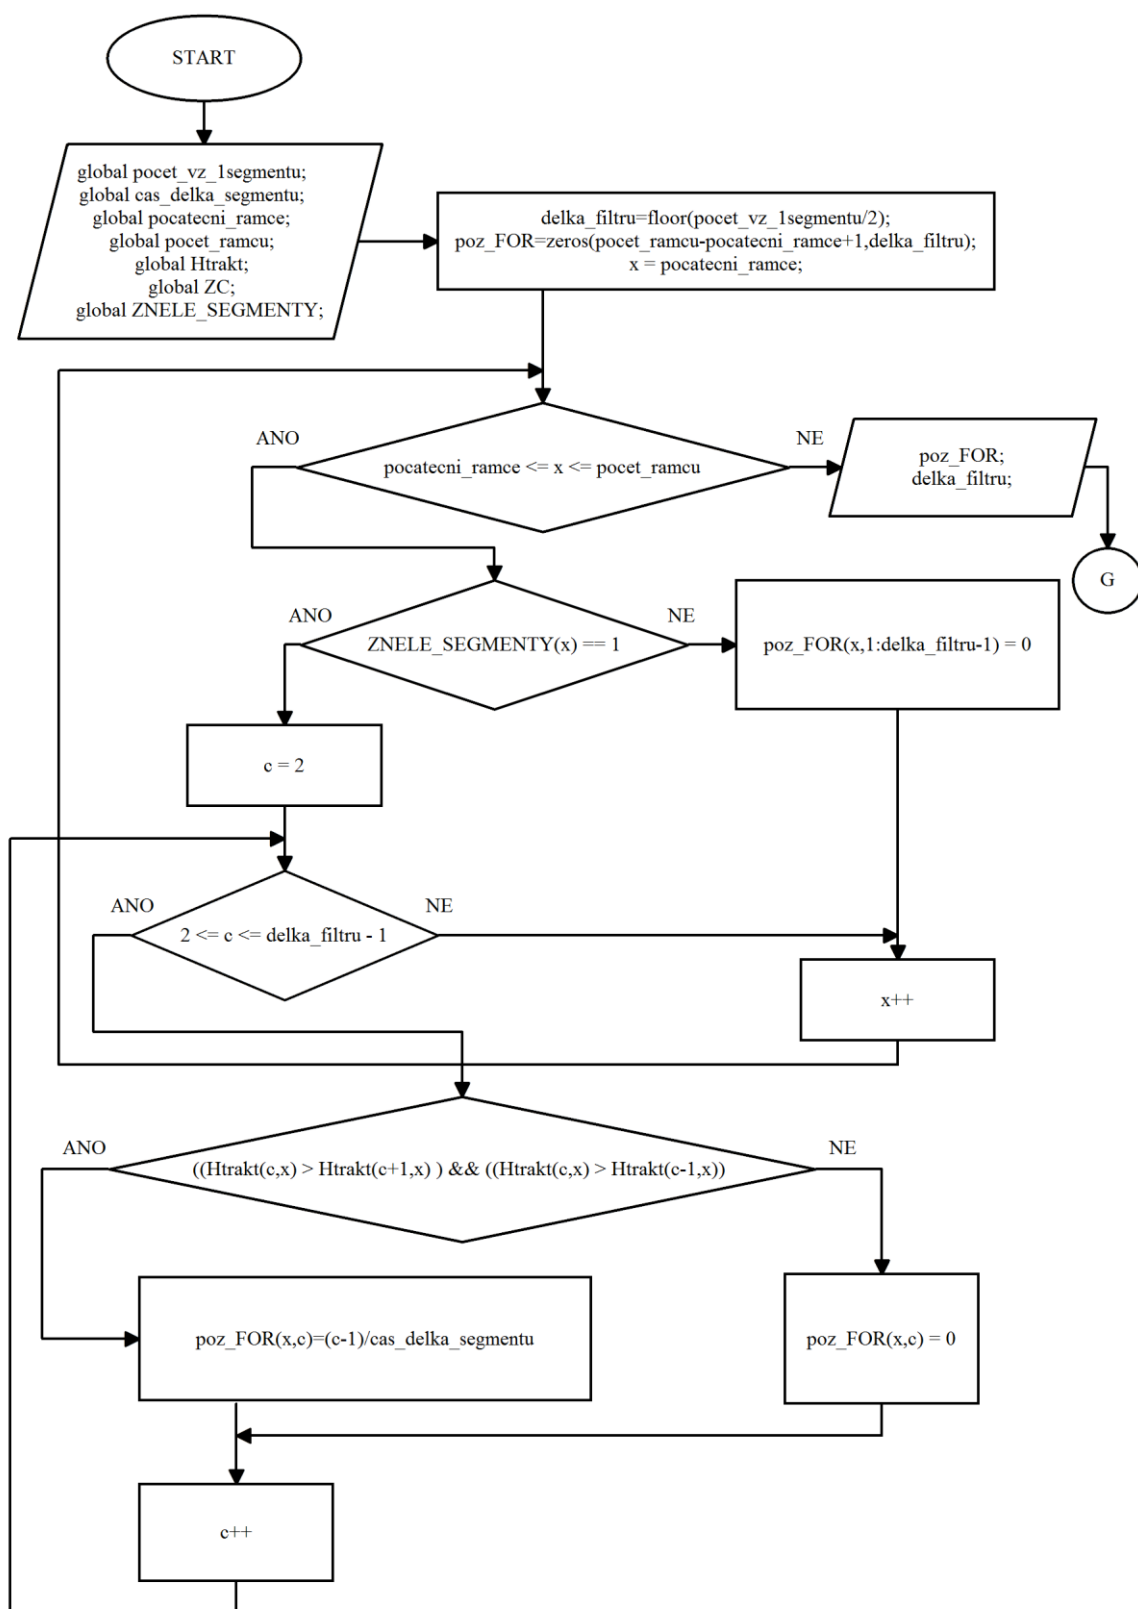 START
global pocet_vz_1segmentu;
global cas_delka_segmentu;
global pocatecni_ramce;
global pocet_ramcu;
global Htrakt;
global ZC;
global ZNELE_SEGMENTY;
delka_filtru=floor(pocet_vz_1segmentu/2);
poz_FOR=zeros(pocet_ramcu-pocatecni_ramce+1,delka_filtru);
x = pocatecni_ramce;
ANO
pocatecni_ramce <= x <= pocet_ramcu
NE
poz_FOR;
delka_filtru;
G
ANO
ZNELE_SEGMENTY(x) == 1
NE
poz_FOR(x,1:delka_filtru-1) = 0
c = 2
ANO
2 <= c <= delka_filtru - 1
NE
x++
ANO
((Htrakt(c,x) > Htrakt(c+1,x) ) && ((Htrakt(c,x) > Htrakt(c-1,x))
NE
poz_FOR(x,c)=(c-1)/cas_delka_segmentu
poz_FOR(x,c) = 0
c++